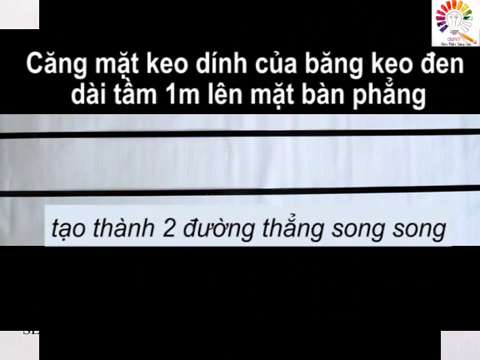 Căng mặt keo dính của băng keo đen
dài tầm 1m lên mặt bàn phẳng
tạo thành 2 đường thẳng song song